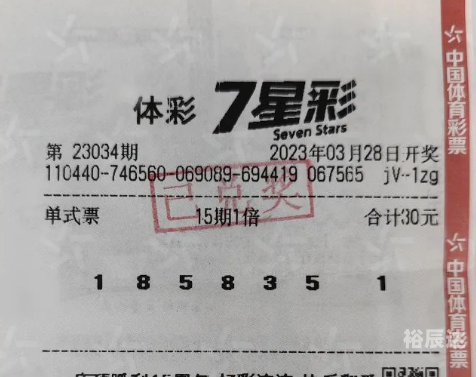 体彩 7星彩
Seven Stars
第 23034期 2023年03月28日开奖
110440-746560-069089-694419 067565 jV--1zg
已兑奖
单式票 15期1倍 合计30元
1 8 5 8 3 5 1
中国体育彩票
中国体育彩票
裕辰法